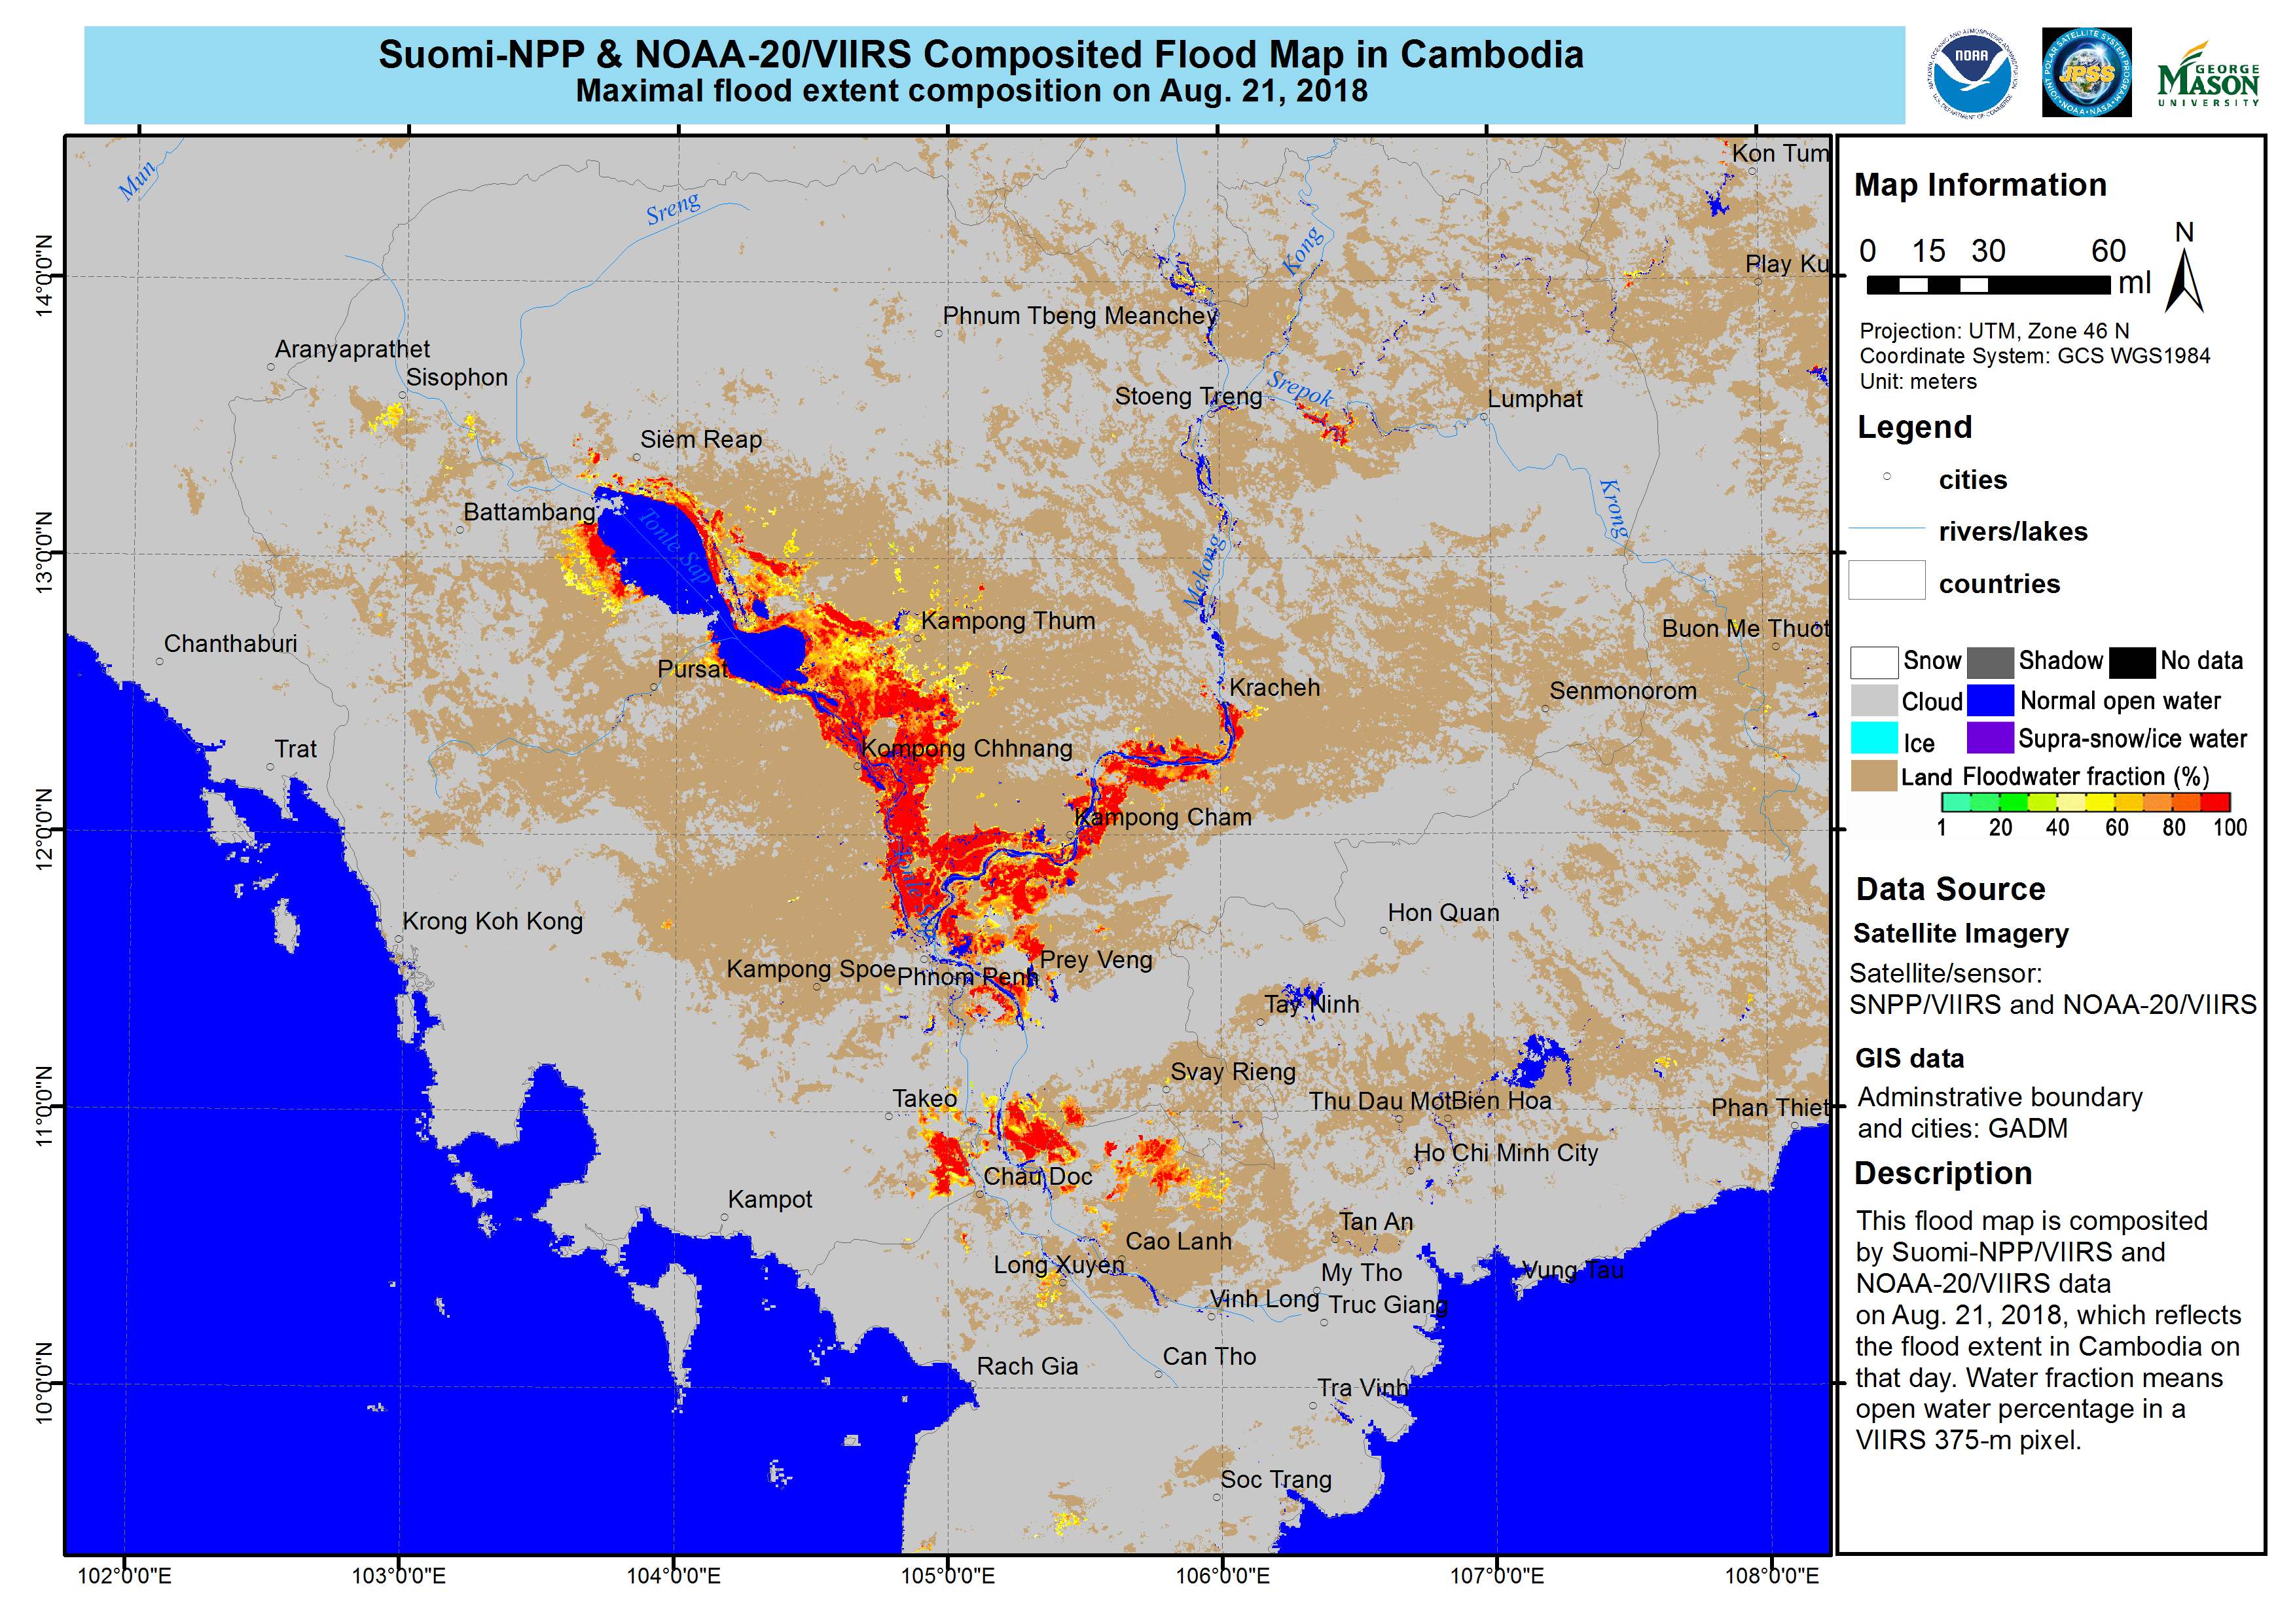 Suomi-NPP & NOAA-20/VIIRS Composited Flood Map in Cambodia
Maximal flood extent composition on Aug. 21, 2018
NOAA
JPSS
GEORGE
MASON
UNIVERSITY
Mun
Sreng
Kong
Kon Tum
Play Ku
Phnum Tbeng Meanchey
Aranyaprathet
Sisophon
Stoeng Treng
Srepok
Lumphat
Siem Reap
Battambang
Tonle Sap
Krong
Mekong
Kampong Thum
Buon Me Thuot
Chanthaburi
Pursat
Kracheh
Senmonorom
Trat
Kompong Chhnang
Kampong Cham
Krong Koh Kong
Hon Quan
Kampong Spoe
Phnom Penh
Prey Veng
Tay Ninh
Svay Rieng
Takeo
Thu Dau Mot
Bien Hoa
Phan Thiet
Ho Chi Minh City
Chau Doc
Kampot
Tan An
Cao Lanh
Long Xuyen
My Tho
Vung Tau
Vinh Long
Truc Giang
Can Tho
Rach Gia
Tra Vinh
Soc Trang
14°0'0"N
13°0'0"N
12°0'0"N
11°0'0"N
10°0'0"N
102°0'0"E
103°0'0"E
104°0'0"E
105°0'0"E
106°0'0"E
107°0'0"E
108°0'0"E
Map Information
0 15 30 60
ml
N
Projection: UTM, Zone 46 N
Coordinate System: GCS WGS1984
Unit: meters
Legend
cities
rivers/lakes
countries
Snow Shadow No data
Cloud Normal open water
Ice Supra-snow/ice water
Land Floodwater fraction (%)
1 20 40 60 80 100
Data Source
Satellite Imagery
Satellite/sensor:
SNPP/VIIRS and NOAA-20/VIIRS
GIS data
Adminstrative boundary
and cities: GADM
Description
This flood map is composited
by Suomi-NPP/VIIRS and
NOAA-20/VIIRS data
on Aug. 21, 2018, which reflects
the flood extent in Cambodia on
that day. Water fraction means
open water percentage in a
VIIRS 375-m pixel.